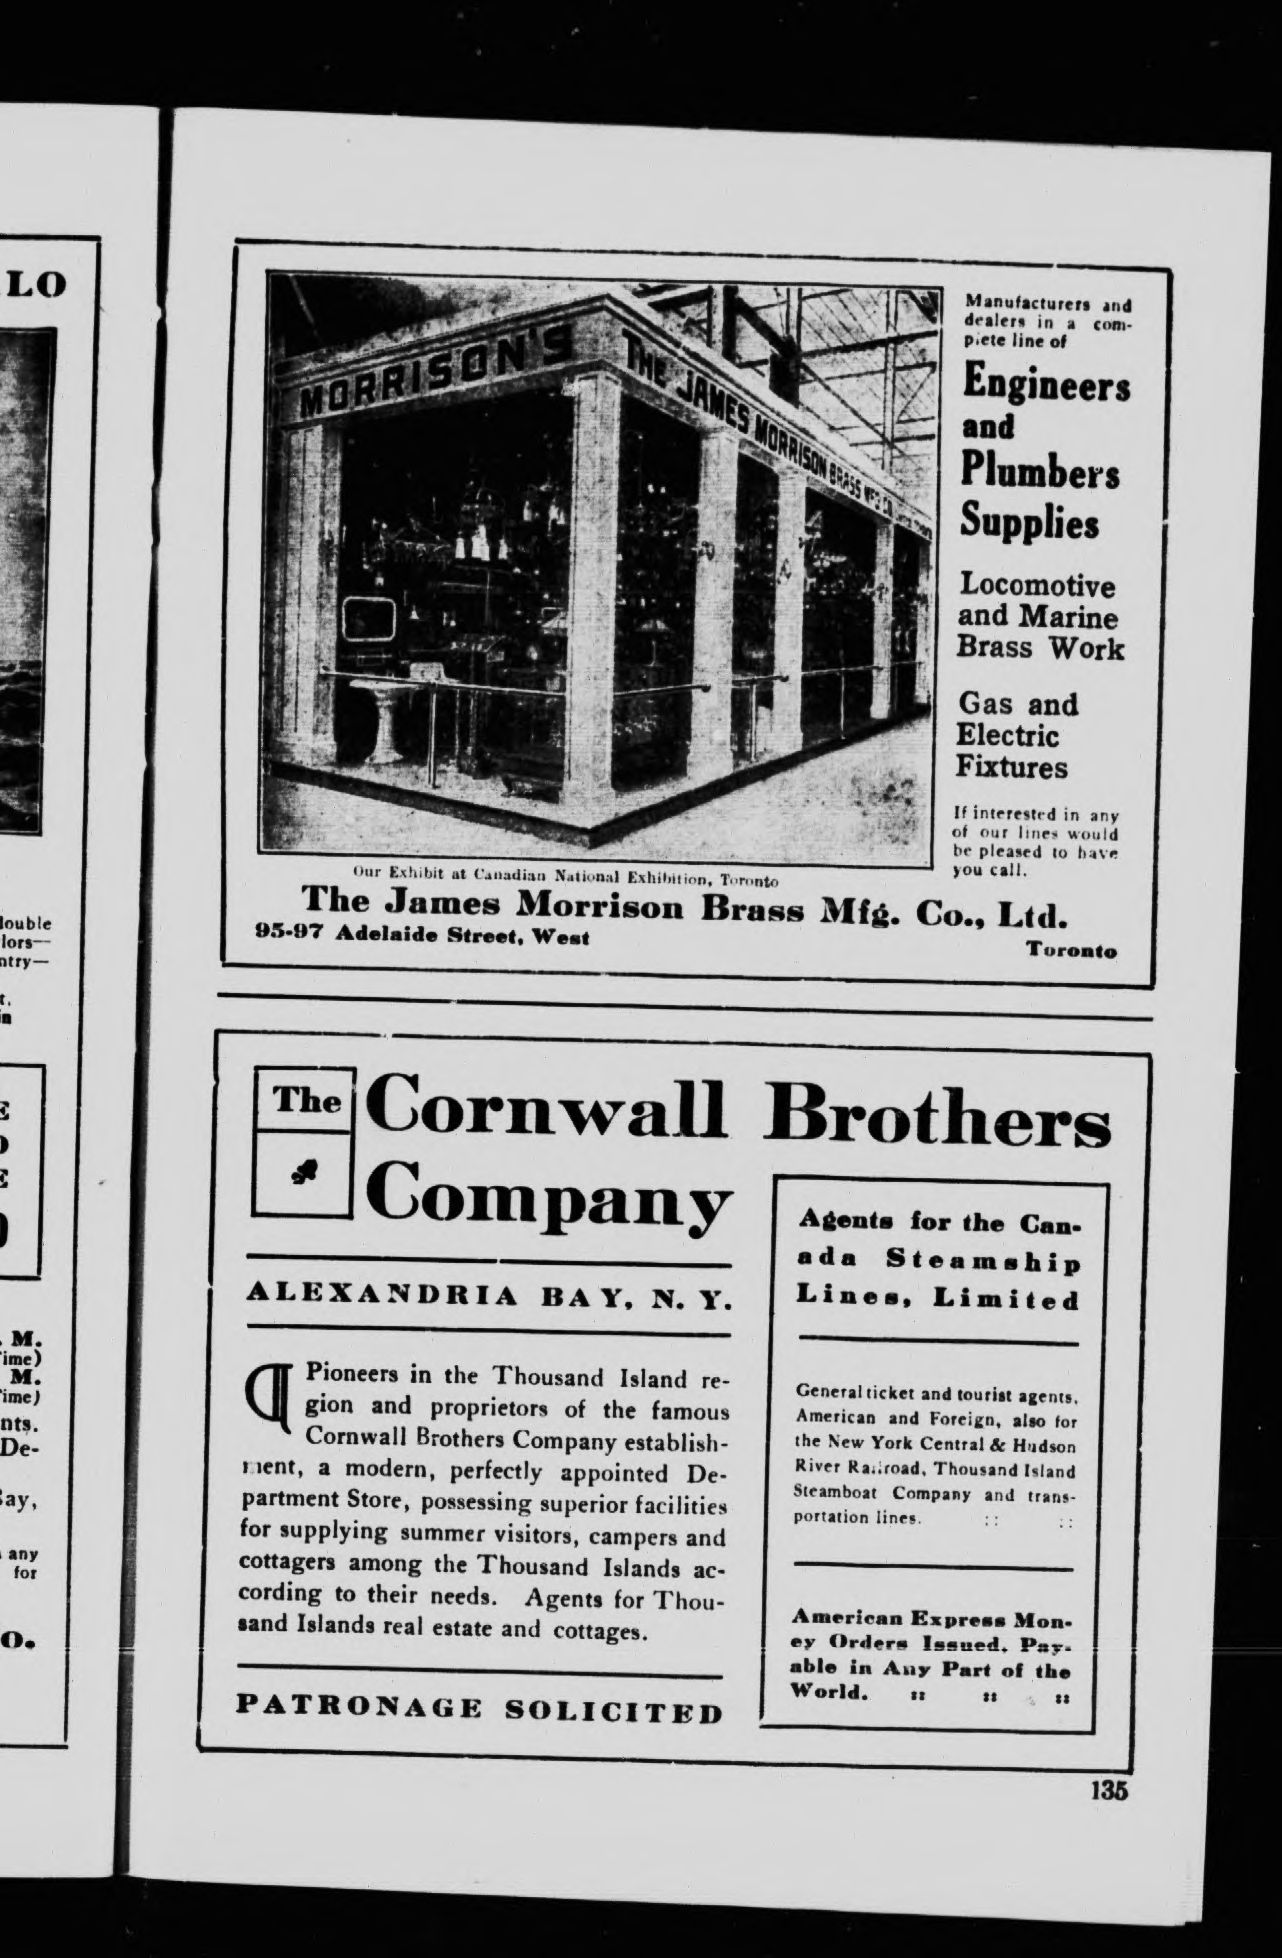 LO
louble
lors—
ntry—
t.
in
E
E
. M.
ime)
M.
ime)
nts.
De-
ay,
any
for
O.
MORRISON'S
THE JAMES MORRISON BRASS MF'G CO.
Manufacturers and
dealers in a com-
plete line of
Engineers
and
Plumbers
Supplies
Locomotive
and Marine
Brass Work
Gas and
Electric
Fixtures
If interested in any
of our lines would
be pleased to have
you call.
Our Exhibit at Canadian National Exhibition, Toronto
The James Morrison Brass Mfg. Co., Ltd.
95-97 Adelaide Street, West
Toronto
The Cornwall Brothers
Company
ALEXANDRIA BAY, N. Y.
¶ Pioneers in the Thousand Island re-
gion and proprietors of the famous
Cornwall Brothers Company establish-
ment, a modern, perfectly appointed De-
partment Store, possessing superior facilities
for supplying summer visitors, campers and
cottagers among the Thousand Islands ac-
cording to their needs. Agents for Thou-
sand Islands real estate and cottages.
PATRONAGE SOLICITED
Agents for the Can-
ada Steamship
Lines, Limited
General ticket and tourist agents,
American and Foreign, also for
the New York Central & Hudson
River Railroad, Thousand Island
Steamboat Company and trans-
portation lines. :: ::
American Express Mon-
ey Orders Issued, Pay-
able in Any Part of the
World. :: :: ::
135